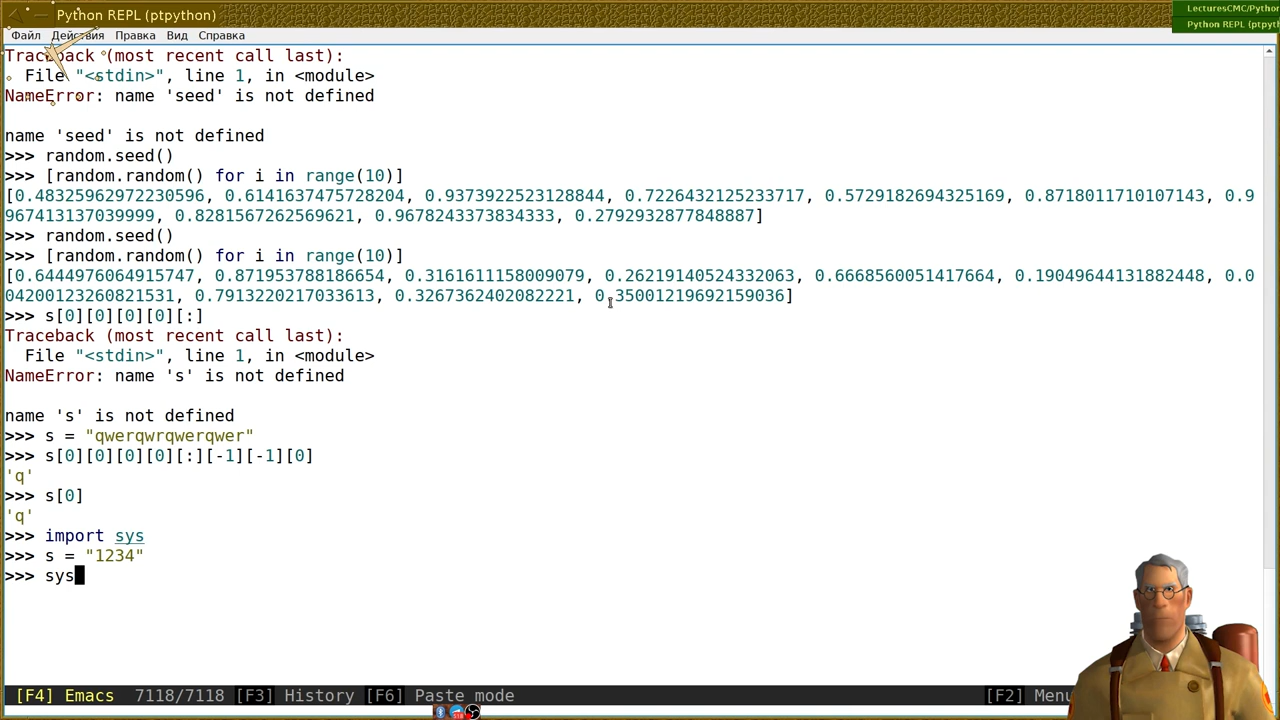 Python REPL (ptpython)
LecturesCMC/Python
Python REPL (ptpyt
Файл Действия Правка Вид Справка
Traceback (most recent call last):
  File "<stdin>", line 1, in <module>
NameError: name 'seed' is not defined
name 'seed' is not defined
>>> random.seed()
>>> [random.random() for i in range(10)]
[0.48325962972230596, 0.6141637475728204, 0.9373922523128844, 0.7226432125233717, 0.5729182694325169, 0.8718011710107143, 0.9
967413137039999, 0.8281567262569621, 0.9678243373834333, 0.2792932877848887]
>>> random.seed()
>>> [random.random() for i in range(10)]
[0.6444976064915747, 0.871953788186654, 0.3161611158009079, 0.26219140524332063, 0.6668560051417664, 0.19049644131882448, 0.0
04200123260821531, 0.7913220217033613, 0.3267362402082221, 0.35001219692159036]
>>> s[0][0][0][0][:]
Traceback (most recent call last):
  File "<stdin>", line 1, in <module>
NameError: name 's' is not defined
name 's' is not defined
>>> s = "qwerqwrqwerqwer"
>>> s[0][0][0][0][:][-1][-1][0]
'q'
>>> s[0]
'q'
>>> import sys
>>> s = "1234"
>>> sys
[F4] Emacs 7118/7118 [F3] History [F6] Paste mode [F2] Menu